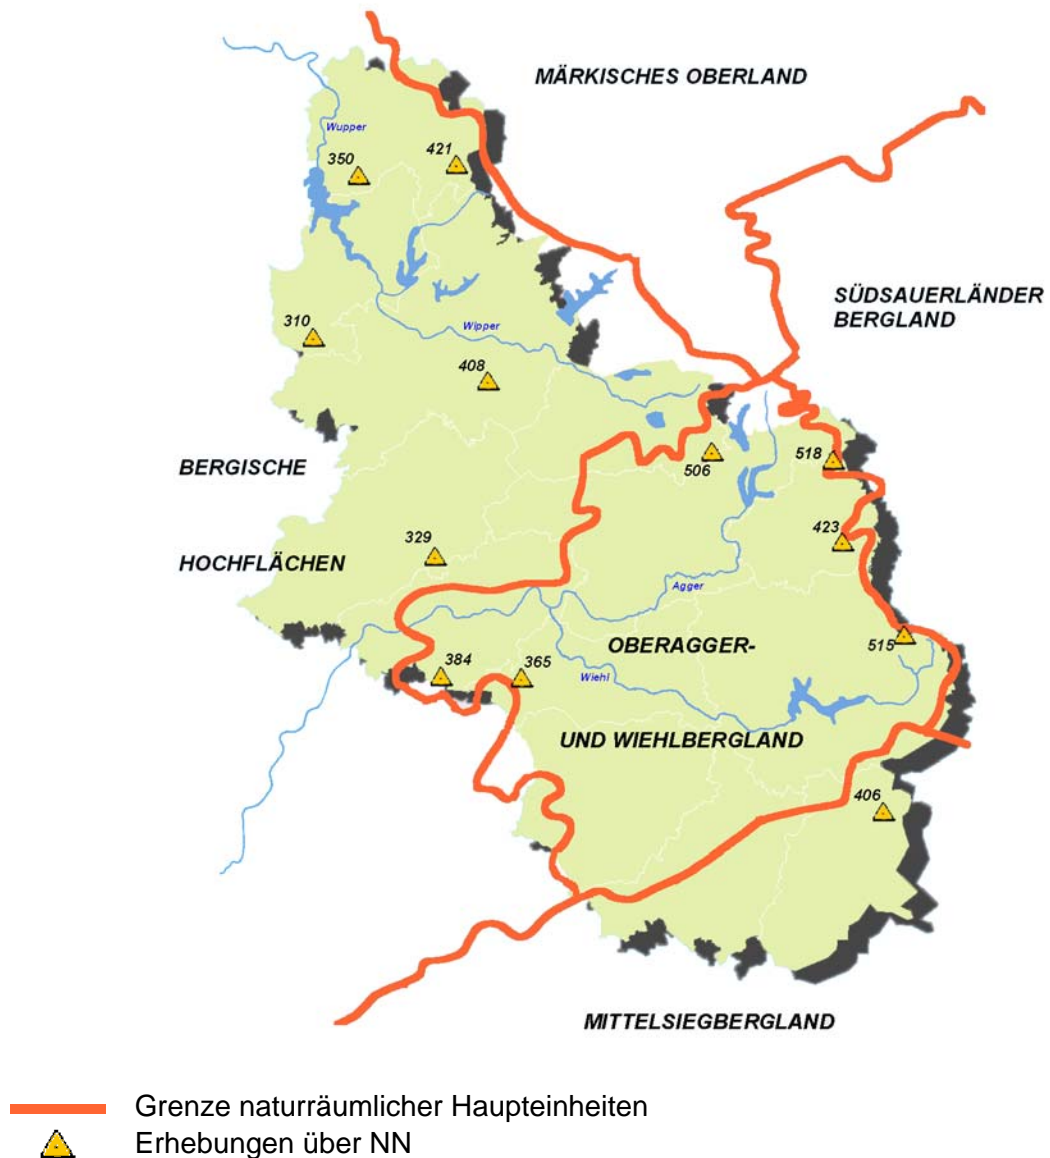 MÄRKISCHES OBERLAND
Wupper
421
350
SÜDSAUERLÄNDER
BERGLAND
310
Wipper
408
BERGISCHE
506
518
423
329
HOCHFLÄCHEN
Agger
OBERAGGER-
515
384
365
Wiehl
UND WIEHLBERGLAND
406
MITTELSIEGBERGLAND
Grenze naturräumlicher Haupteinheiten
Erhebungen über NN